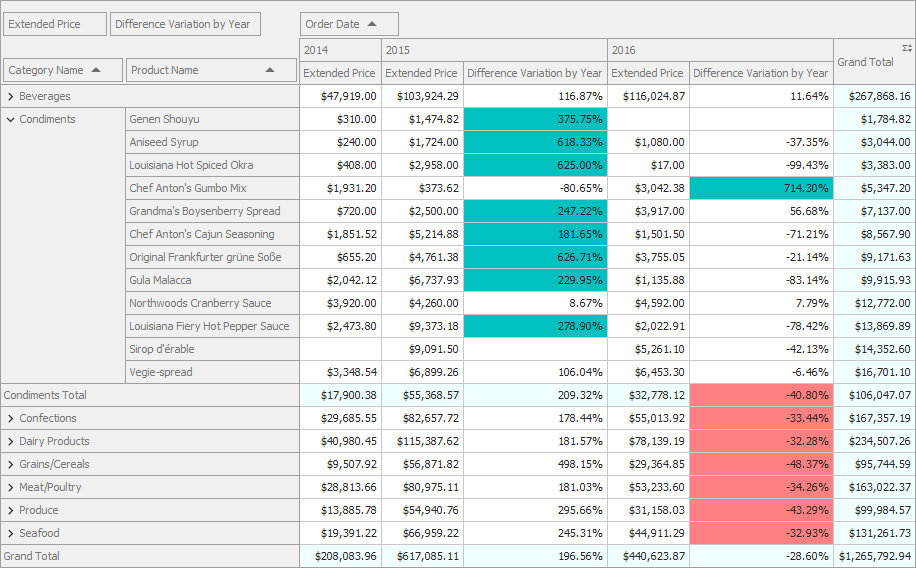 Extended Price Difference Variation by Year Order Date
2014 2015 2016 Grand Total
Category Name Product Name Extended Price Extended Price Difference Variation by Year Extended Price Difference Variation by Year
Beverages $47,919.00 $103,924.29 116.87% $116,024.87 11.64% $267,868.16
Condiments Genen Shouyu $310.00 $1,474.82 375.75% $1,784.82
Aniseed Syrup $240.00 $1,724.00 618.33% $1,080.00 -37.35% $3,044.00
Louisiana Hot Spiced Okra $408.00 $2,958.00 625.00% $17.00 -99.43% $3,383.00
Chef Anton's Gumbo Mix $1,931.20 $373.62 -80.65% $3,042.38 714.30% $5,347.20
Grandma's Boysenberry Spread $720.00 $2,500.00 247.22% $3,917.00 56.68% $7,137.00
Chef Anton's Cajun Seasoning $1,851.52 $5,214.88 181.65% $1,501.50 -71.21% $8,567.90
Original Frankfurter grüne Soße $655.20 $4,761.38 626.71% $3,755.05 -21.14% $9,171.63
Gula Malacca $2,042.12 $6,737.93 229.95% $1,135.88 -83.14% $9,915.93
Northwoods Cranberry Sauce $3,920.00 $4,260.00 8.67% $4,592.00 7.79% $12,772.00
Louisiana Fiery Hot Pepper Sauce $2,473.80 $9,373.18 278.90% $2,022.91 -78.42% $13,869.89
Sirop d'érable $9,091.50 $5,261.10 -42.13% $14,352.60
Vegie-spread $3,348.54 $6,899.26 106.04% $6,453.30 -6.46% $16,701.10
Condiments Total $17,900.38 $55,368.57 209.32% $32,778.12 -40.80% $106,047.07
Confections $29,685.55 $82,657.72 178.44% $55,013.92 -33.44% $167,357.19
Dairy Products $40,980.45 $115,387.62 181.57% $78,139.19 -32.28% $234,507.26
Grains/Cereals $9,507.92 $56,871.82 498.15% $29,364.85 -48.37% $95,744.59
Meat/Poultry $28,813.66 $80,975.11 181.03% $53,233.60 -34.26% $163,022.37
Produce $13,885.78 $54,940.76 295.66% $31,158.03 -43.29% $99,984.57
Seafood $19,391.22 $66,959.22 245.31% $44,911.29 -32.93% $131,261.73
Grand Total $208,083.96 $617,085.11 196.56% $440,623.87 -28.60% $1,265,792.94